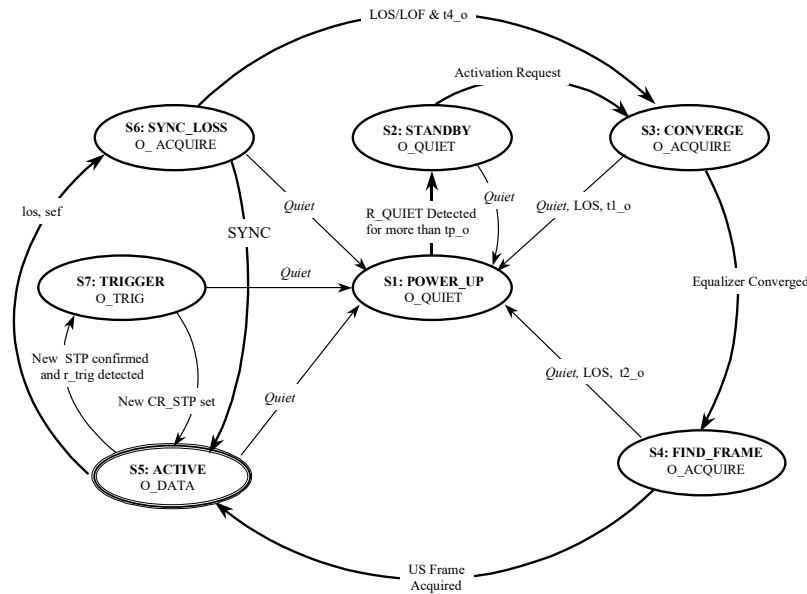 LOS/LOF & t4_o
Activation Request
S6: SYNC_LOSS
O_ ACQUIRE
S2: STANDBY
O_QUIET
S3: CONVERGE
O_ACQUIRE
los, sef
Quiet
SYNC
R_QUIET Detected
for more than tp_o
Quiet
Quiet, LOS, t1_o
S7: TRIGGER
O_TRIG
Quiet
S1: POWER_UP
O_QUIET
Equalizer Converged
New STP confirmed
and r_trig detected
New CR_STP set
Quiet
Quiet, LOS, t2_o
S5: ACTIVE
O_DATA
S4: FIND_FRAME
O_ACQUIRE
US Frame
Acquired